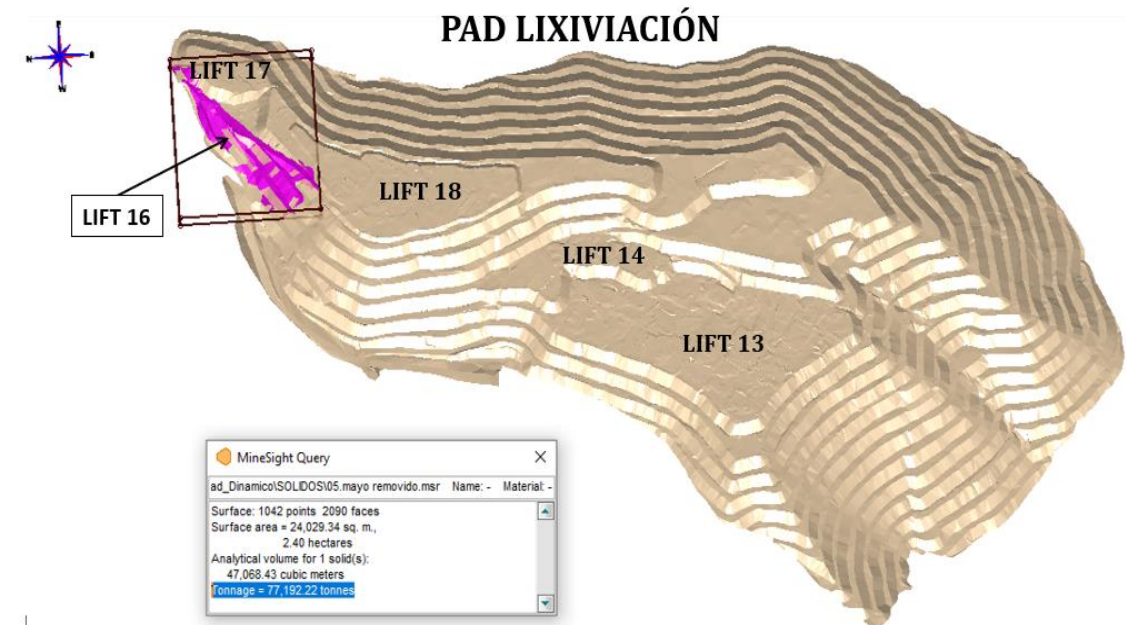 PAD LIXIVIACIÓN
LIFT 17
LIFT 18
LIFT 16
LIFT 14
LIFT 13
MineSight Query
ad_Dinamico\SOLIDOS\05.mayo removido.msr Name: - Material: -
Surface: 1042 points 2090 faces
Surface area = 24,029.34 sq. m.,
2.40 hectares
Analytical volume for 1 solid(s):
47,068.43 cubic meters
Tonnage = 77,192.22 tonnes